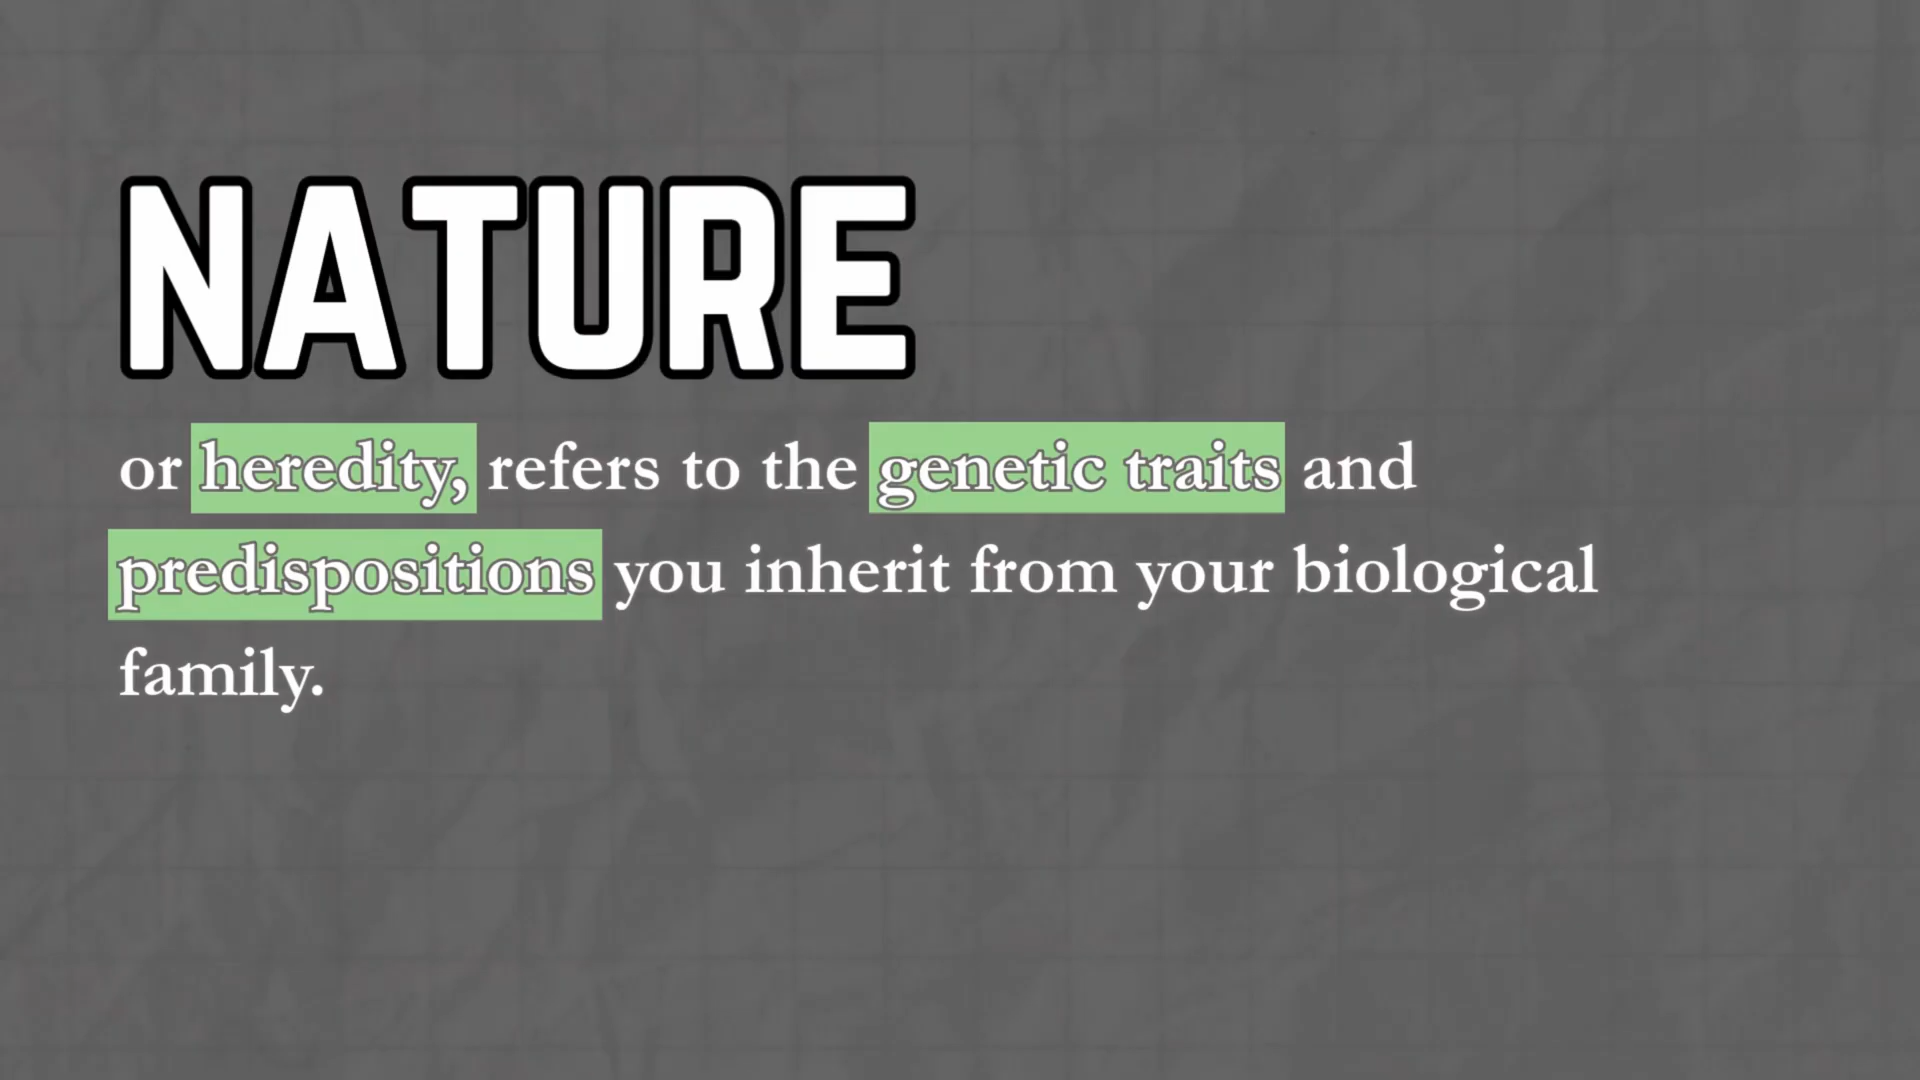 NATURE
or heredity, refers to the genetic traits and
predispositions you inherit from your biological
family.